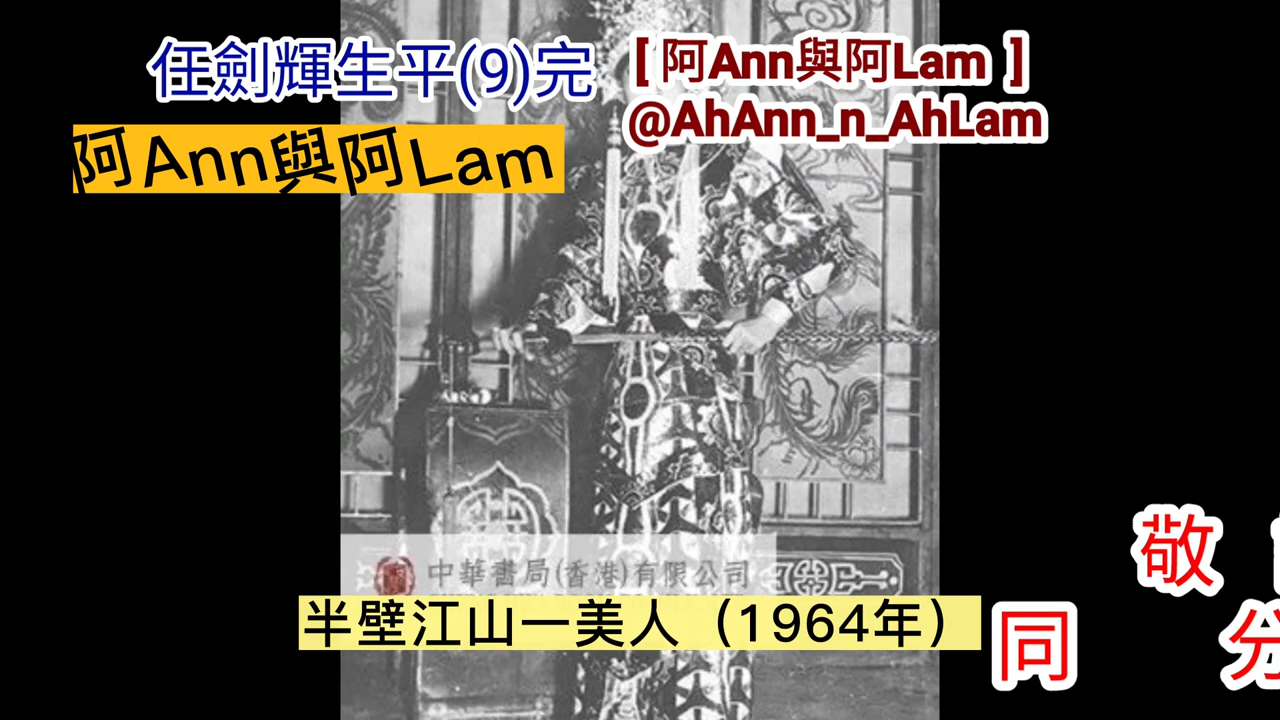 任劍輝生平(9)完
[ 阿Ann與阿Lam ]
@AhAnn_n_AhLam
阿Ann與阿Lam
中華書局(香港)有限公司
半壁江山一美人（1964年）
敬
同 分